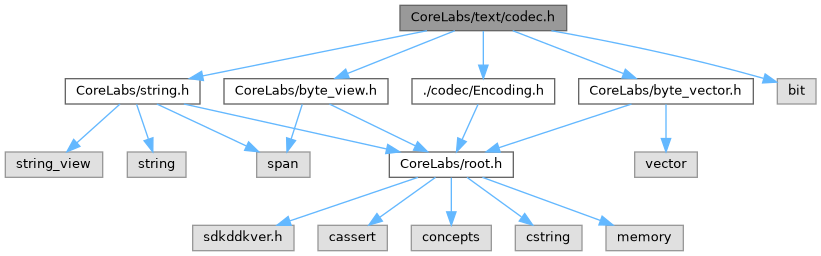 CoreLabs/text/codec.h
CoreLabs/string.h
CoreLabs/byte_view.h
./codec/Encoding.h
CoreLabs/byte_vector.h
bit
string_view
string
span
CoreLabs/root.h
vector
sdkddkver.h
cassert
concepts
cstring
memory